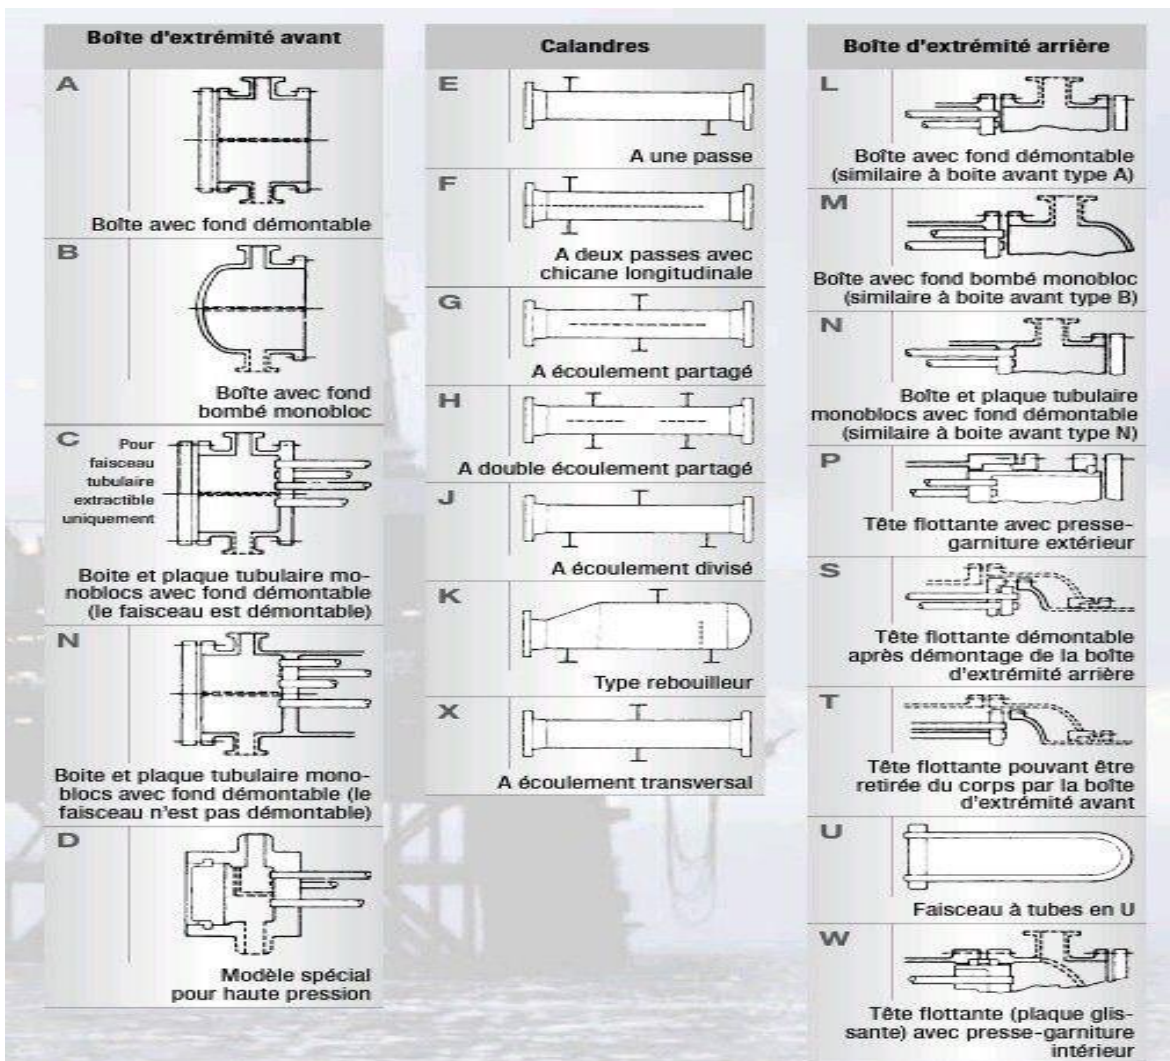 Boîte d'extrémité avant
A
Boîte avec fond démontable
B
Boîte avec fond
bombé monobloc
C
Pour
faisceau
tubulaire
extractible
uniquement
Boite et plaque tubulaire mo-
noblocs avec fond démontable
(le faisceau est démontable)
N
Boite et plaque tubulaire mono-
blocs avec fond démontable (le
faisceau n'est pas démontable)
D
Modèle spécial
pour haute pression
Calandres
E
A une passe
F
A deux passes avec
chicane longitudinale
G
A écoulement partagé
H
A double écoulement partagé
J
A écoulement divisé
K
Type rebouilleur
X
A écoulement transversal
Boîte d'extrémité arrière
L
Boîte avec fond démontable
(similaire à boite avant type A)
M
Boîte avec fond bombé monobloc
(similaire à boite avant type B)
N
Boîte et plaque tubulaire
monoblocs avec fond démontable
(similaire à boite avant type N)
P
Tête flottante avec presse-
garniture extérieur
S
Tête flottante démontable
après démontage de la boîte
d'extrémité arrière
T
Tête flottante pouvant être
retirée du corps par la boîte
d'extrémité avant
U
Faisceau à tubes en U
W
Tête flottante (plaque glis-
sante) avec presse-garniture
intérieur